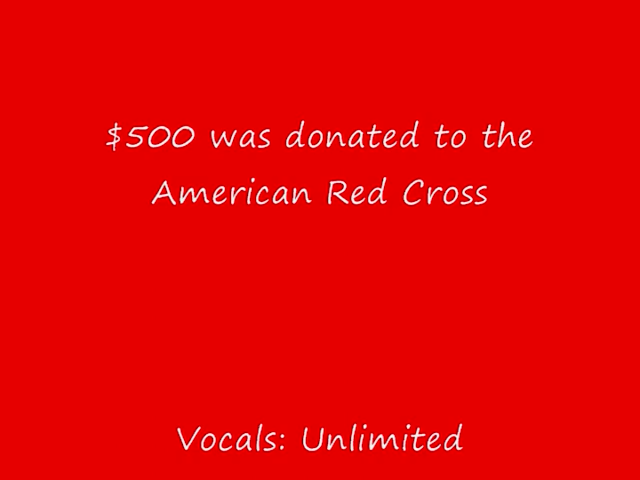 $500 was donated to the
American Red Cross
Vocals: Unlimited